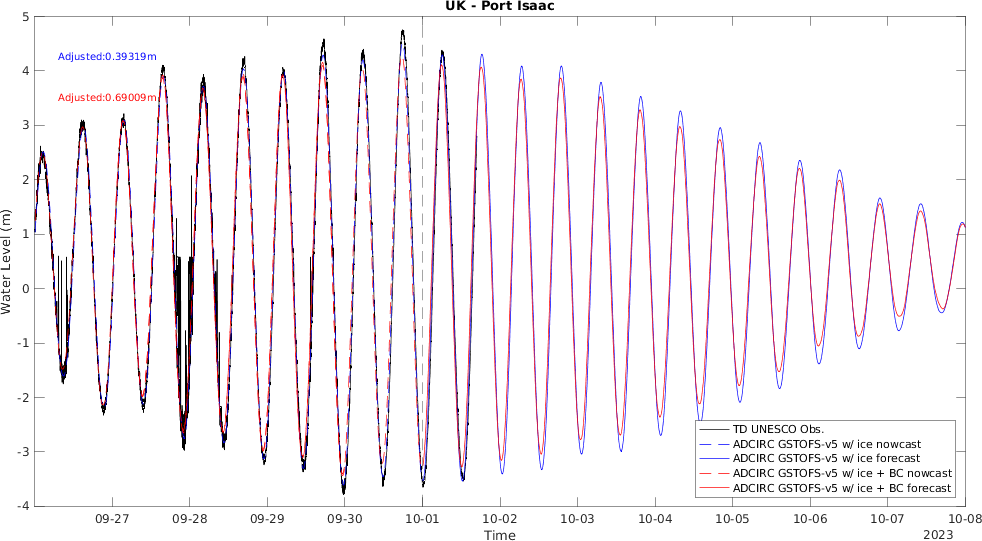 UK - Port Isaac
5
4
3
2
1
0
-1
-2
-3
-4
Water Level (m)
Adjusted:0.39319m
Adjusted:0.69009m
TD UNESCO Obs.
ADCIRC GSTOFS-v5 w/ ice nowcast
ADCIRC GSTOFS-v5 w/ ice forecast
ADCIRC GSTOFS-v5 w/ ice + BC nowcast
ADCIRC GSTOFS-v5 w/ ice + BC forecast
09-27 09-28 09-29 09-30 10-01 10-02 10-03 10-04 10-05 10-06 10-07 10-08
Time
2023